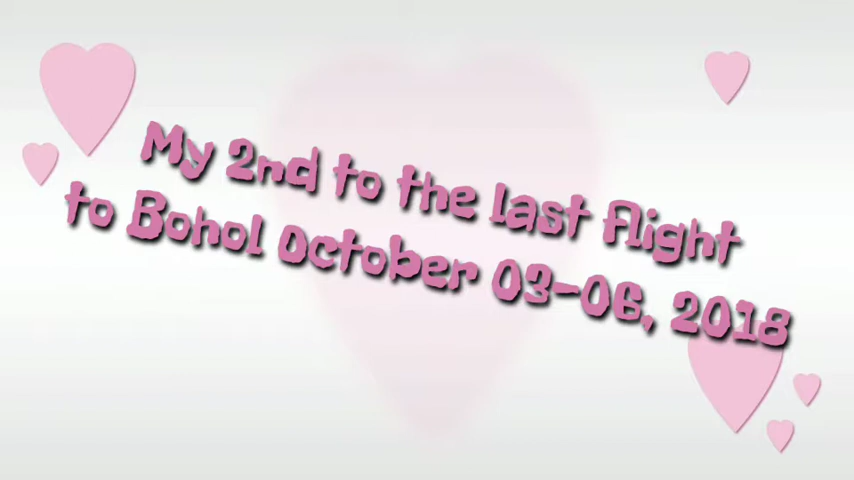 My 2nd to the last flight
to Bohol October 03-06, 2018